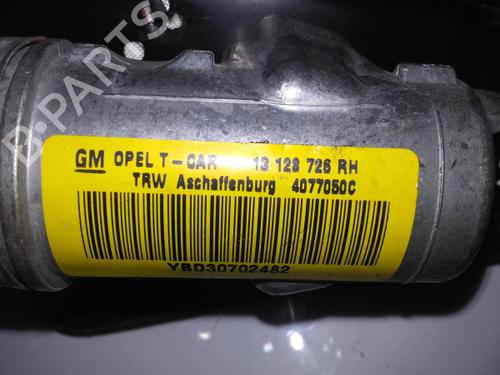 B-PARTS
GM OPEL T-CAR 13 128 726 RH
TRW Aschaffenburg 4077050C
YBD30702482